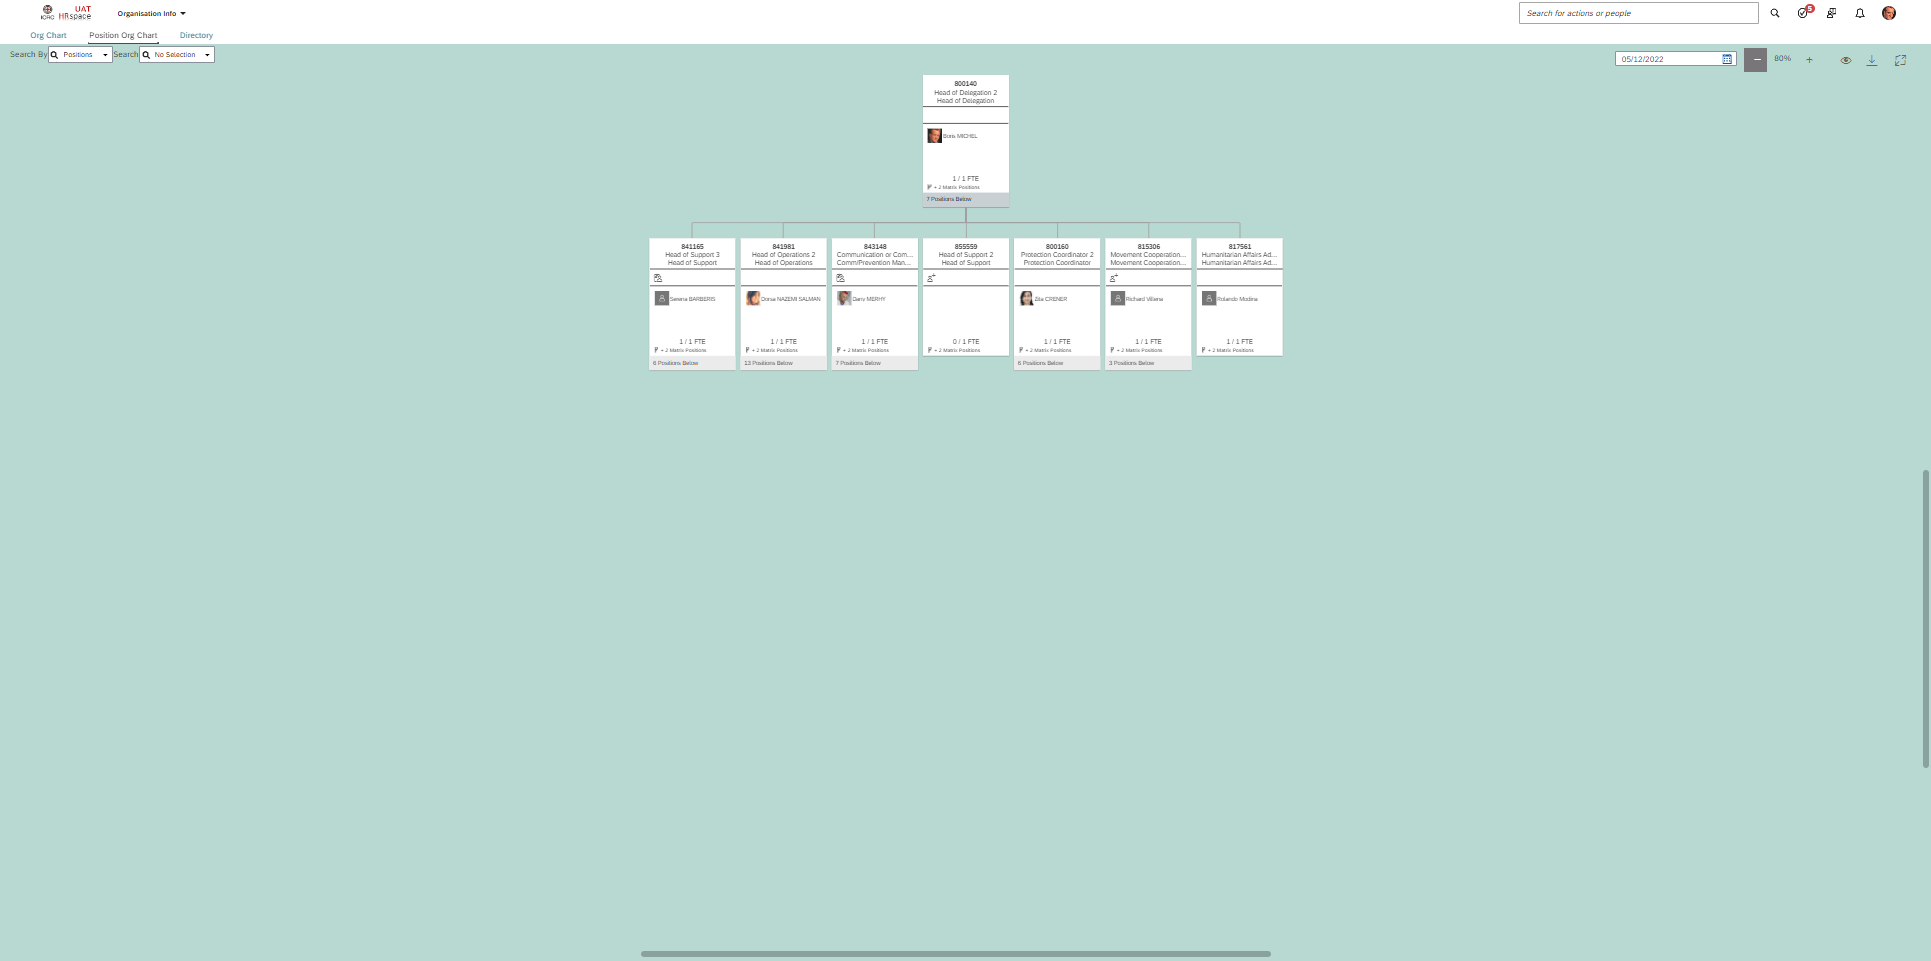 UAT
ICRC HRspace
Organisation Info
Search for actions or people
5
Org Chart
Position Org Chart
Directory
Search By
Positions
Search
No Selection
05/12/2022
80%
800140
Head of Delegation 2
Head of Delegation
Boris MICHEL
1 / 1 FTE
+ 2 Matrix Positions
7 Positions Below
841165
Head of Support 3
Head of Support
Serena BARBERIS
1 / 1 FTE
+ 2 Matrix Positions
6 Positions Below
841981
Head of Operations 2
Head of Operations
Dorsa NAZEMI SALMAN
1 / 1 FTE
+ 2 Matrix Positions
13 Positions Below
843148
Communication or Com...
Comm/Prevention Man...
Dany MERHY
1 / 1 FTE
+ 2 Matrix Positions
7 Positions Below
855559
Head of Support 2
Head of Support
0 / 1 FTE
+ 2 Matrix Positions
800160
Protection Coordinator 2
Protection Coordinator
Zita CRENER
1 / 1 FTE
+ 2 Matrix Positions
6 Positions Below
815306
Movement Cooperation...
Movement Cooperation...
Richard Villena
1 / 1 FTE
+ 2 Matrix Positions
3 Positions Below
817561
Humanitarian Affairs Ad...
Humanitarian Affairs Ad...
Rolando Modina
1 / 1 FTE
+ 2 Matrix Positions